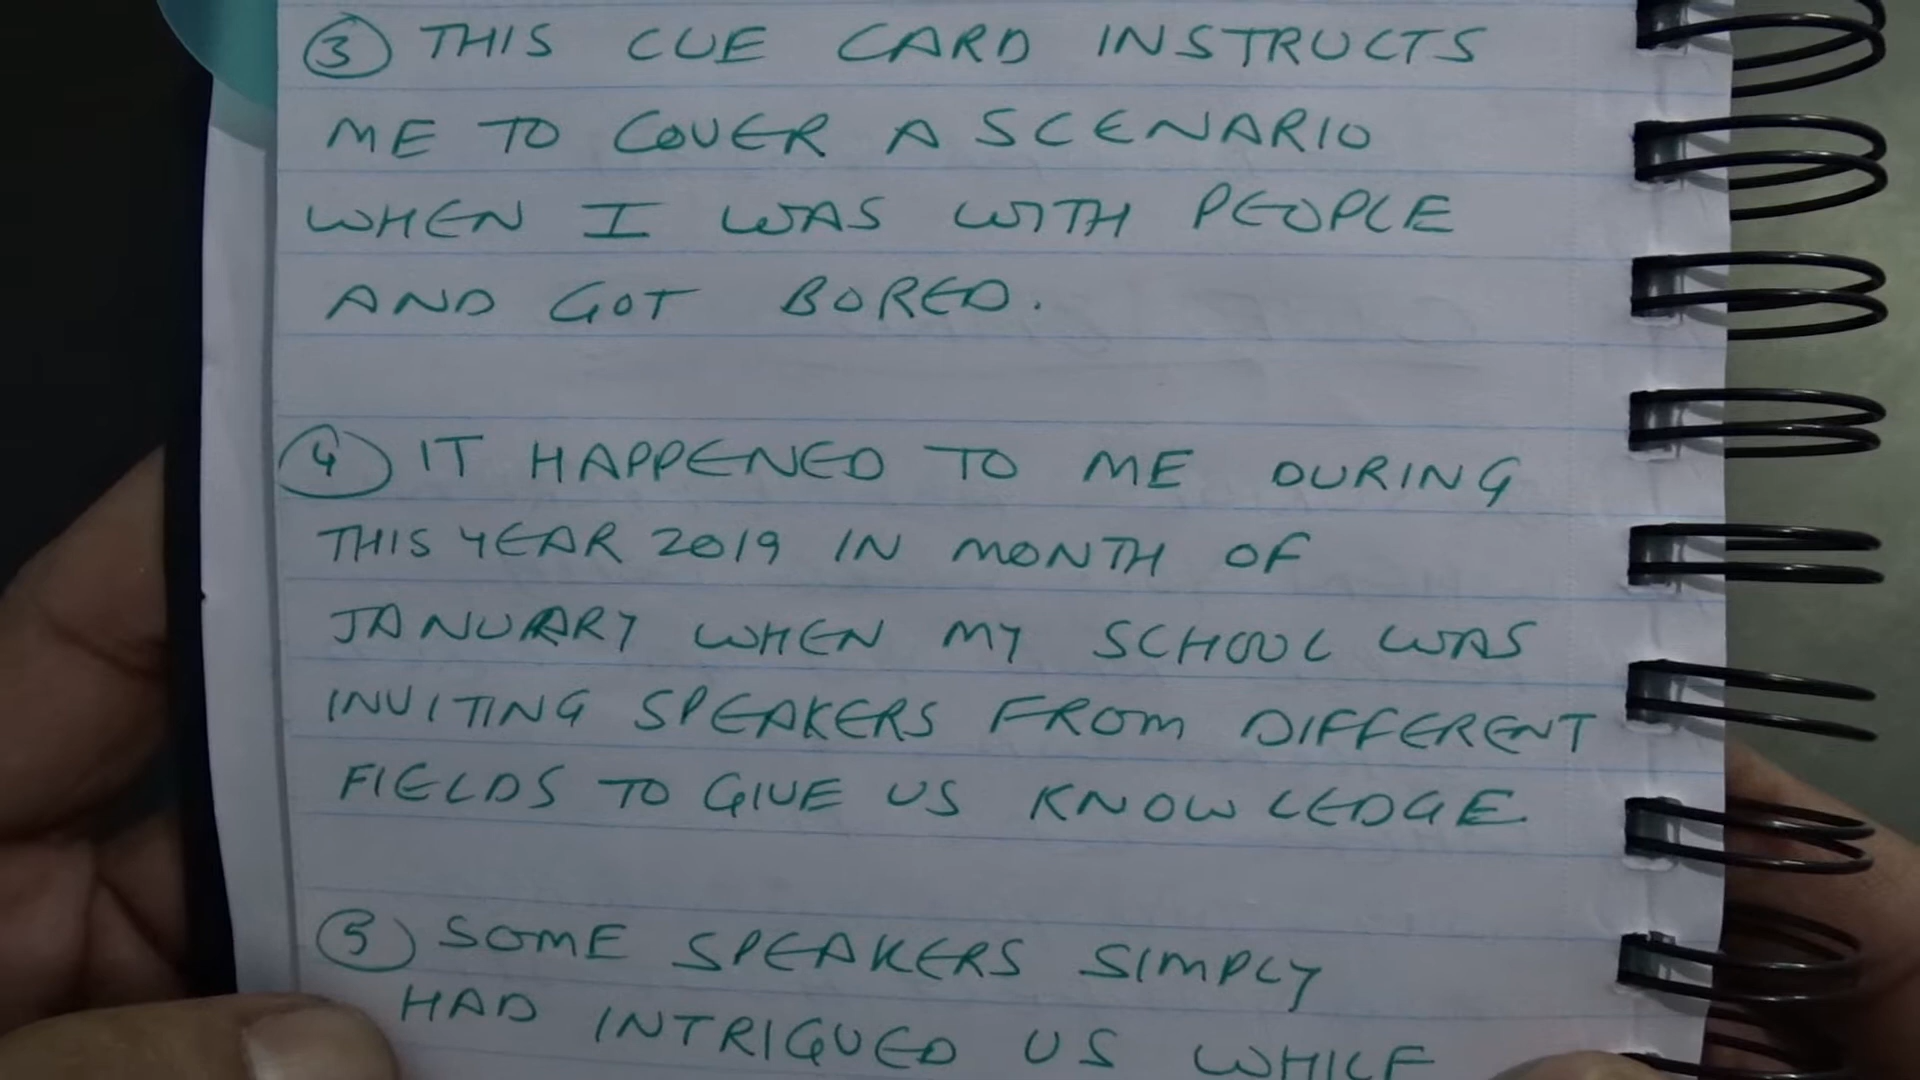 ③ THIS CUE CARD INSTRUCTS
ME TO COVER A SCENARIO
WHEN I WAS WITH PEOPLE
AND GOT BORED.
④ IT HAPPENED TO ME DURING
THIS YEAR 2019 IN MONTH OF
JANUARY WHEN MY SCHOOL WAS
INVITING SPEAKERS FROM DIFFERENT
FIELDS TO GIVE US KNOWLEDGE
⑤ SOME SPEAKERS SIMPLY
HAD INTRIGUED US WHILE